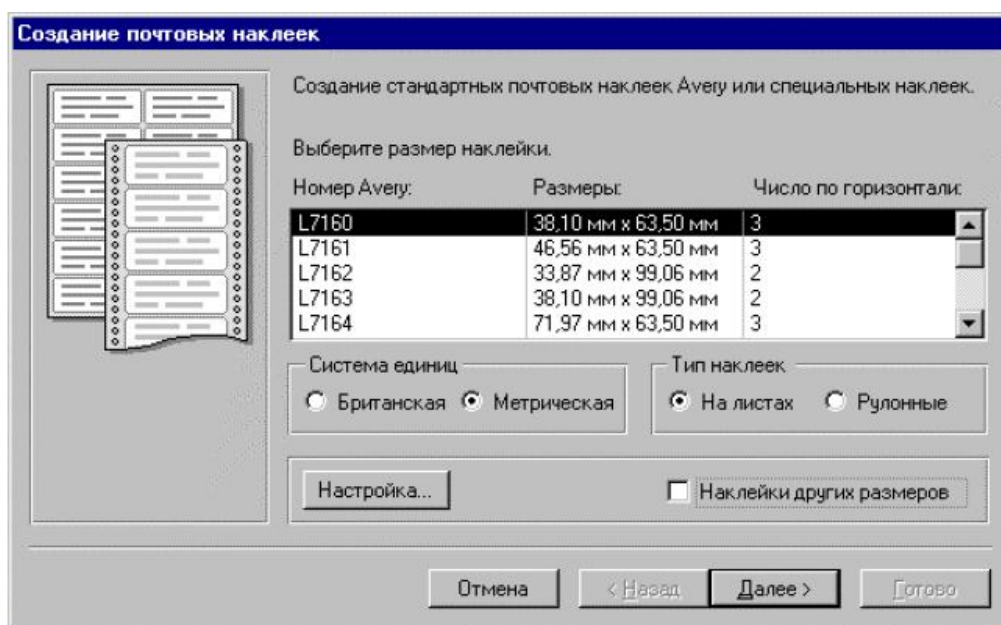 Создание почтовых наклеек
Создание стандартных почтовых наклеек Avery или специальных наклеек.
Выберите размер наклейки.
Номер Avery: Размеры: Число по горизонтали:
L7160 38,10 мм x 63,50 мм 3
L7161 46,56 мм x 63,50 мм 3
L7162 33,87 мм x 99,06 мм 2
L7163 38,10 мм x 99,06 мм 2
L7164 71,97 мм x 63,50 мм 3
Система единиц Тип наклеек
Британская Метрическая На листах Рулонные
Настройка... Наклейки других размеров
Отмена < Назад Далее > Готово